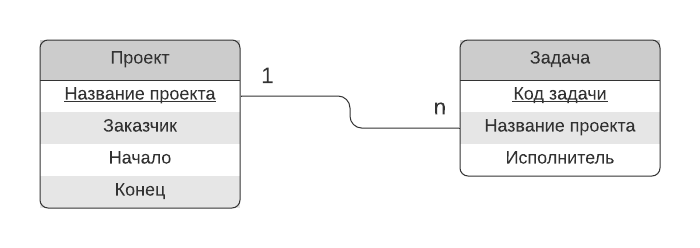 Проект
Название проекта
Заказчик
Начало
Конец
1
n
Задача
Код задачи
Название проекта
Исполнитель